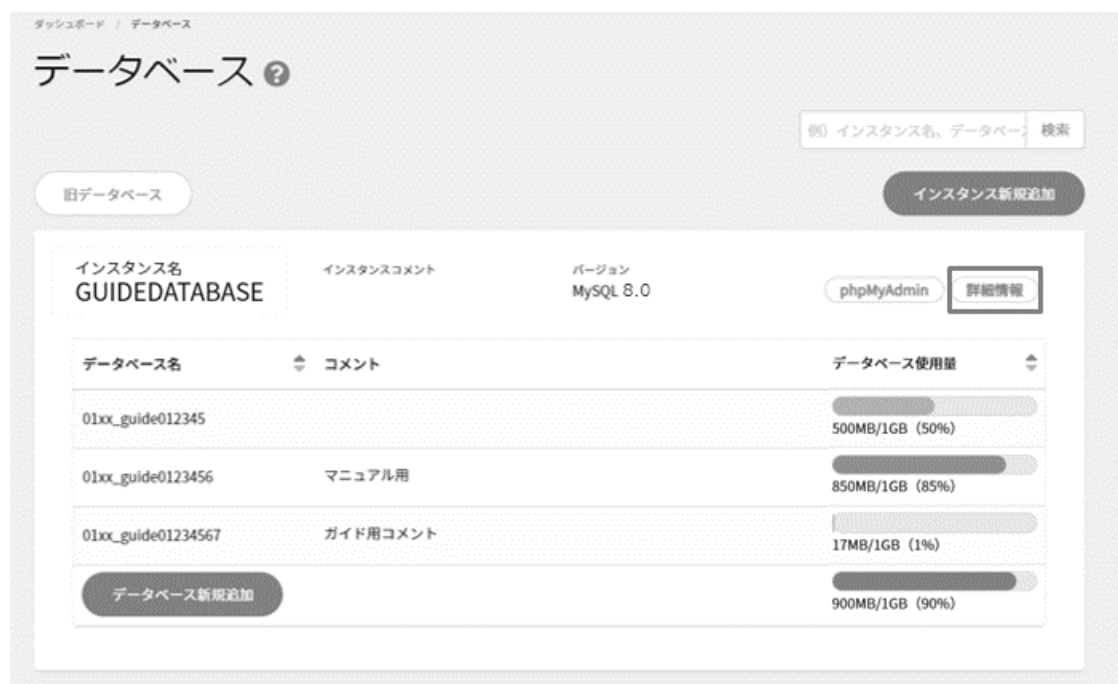 ダッシュボード / データベース
データベース ?
例）インスタンス名、データベース 検索
旧データベース インスタンス新規追加
インスタンス名 インスタンスコメント バージョン
GUIDEDATABASE MySQL 8.0 phpMyAdmin 詳細情報
データベース名 コメント データベース使用量
01xx_guide012345
500MB/1GB（50%）
01xx_guide0123456 マニュアル用
850MB/1GB（85%）
01xx_guide01234567 ガイド用コメント
17MB/1GB（1%）
データベース新規追加
900MB/1GB（90%）